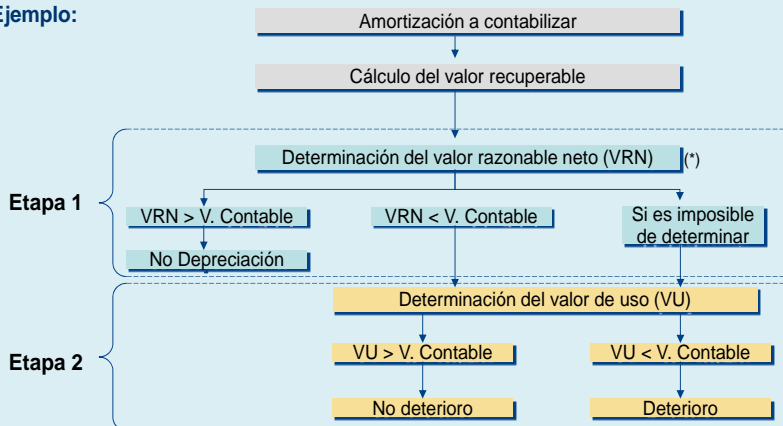 Ejemplo:
Amortización a contabilizar
Cálculo del valor recuperable
Determinación del valor razonable neto (VRN)
(*)
Etapa 1
VRN > V. Contable
VRN < V. Contable
Si es imposible
de determinar
No Depreciación
Determinación del valor de uso (VU)
Etapa 2
VU > V. Contable
VU < V. Contable
No deterioro
Deterioro